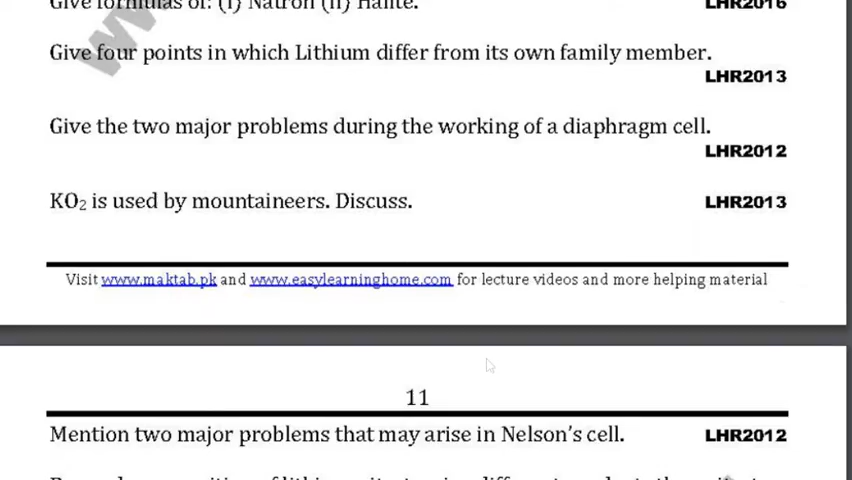 Give formulas of: (i) Natron (ii) Halite. LHR2016
Give four points in which Lithium differ from its own family member.
LHR2013
Give the two major problems during the working of a diaphragm cell.
LHR2012
KO₂ is used by mountaineers. Discuss. LHR2013
Visit www.maktab.pk and www.easylearninghome.com for lecture videos and more helping material
11
Mention two major problems that may arise in Nelson's cell. LHR2012